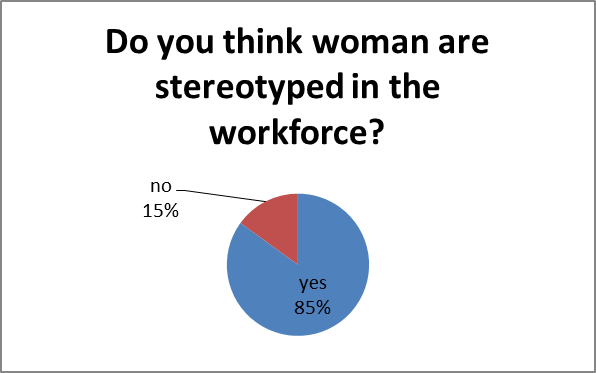 Do you think woman are
stereotyped in the
workforce?
no
15%
yes
85%